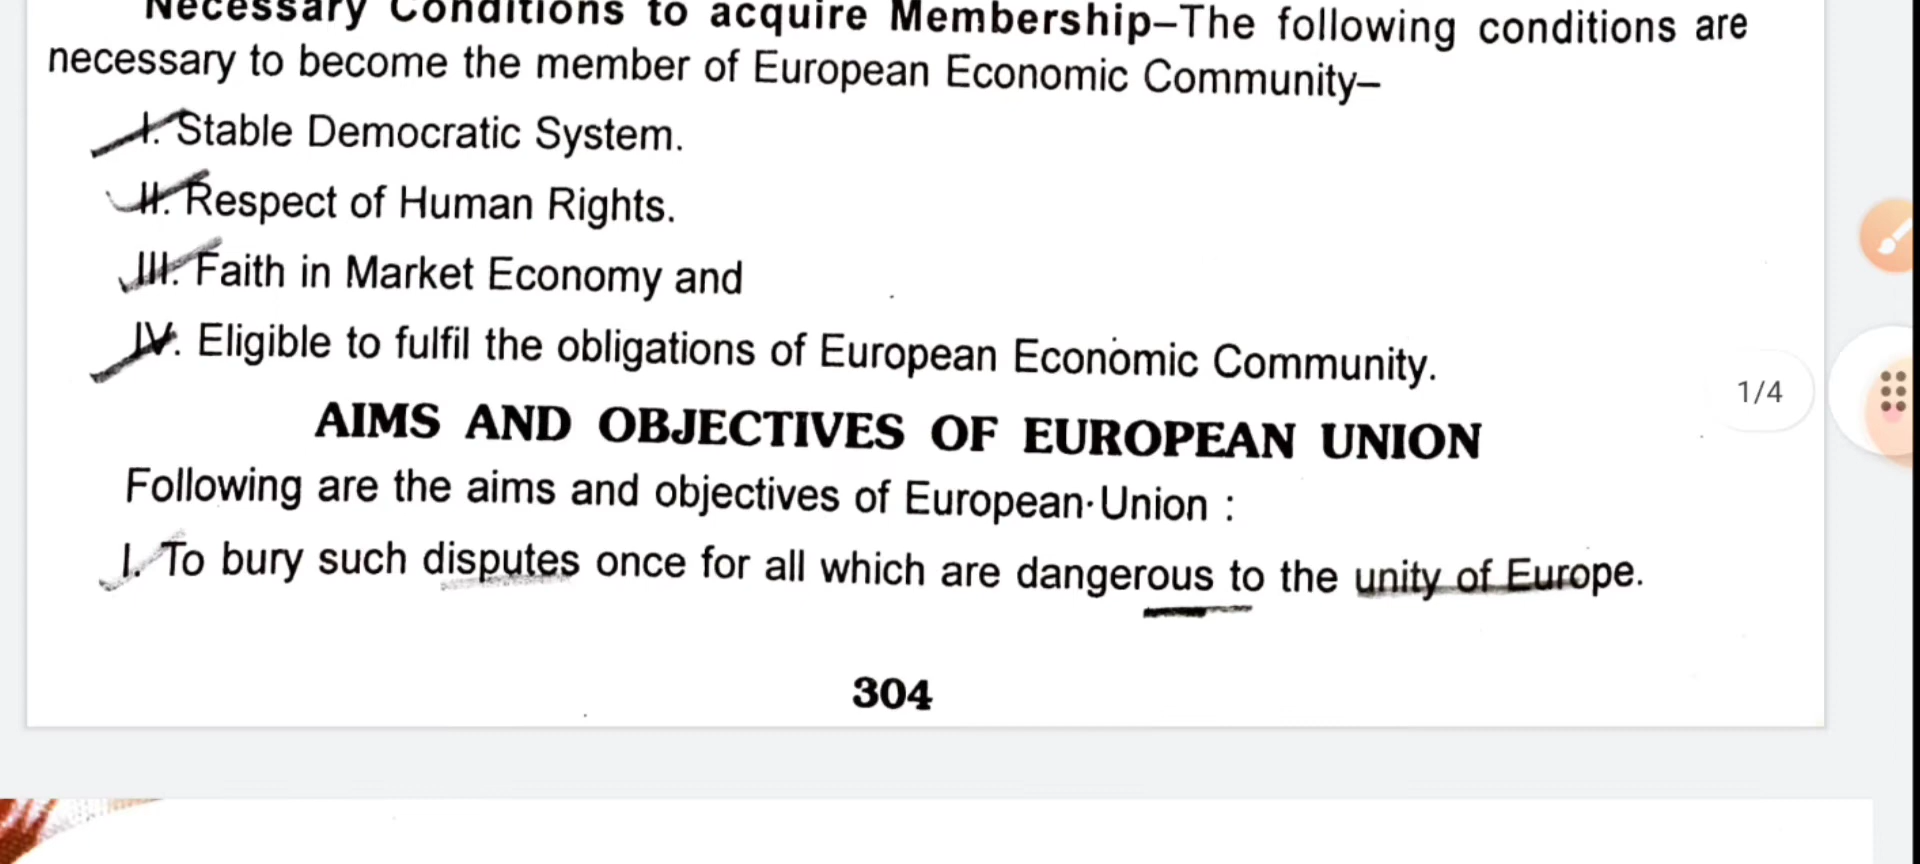 Necessary Conditions to acquire Membership–The following conditions are
necessary to become the member of European Economic Community–
I. Stable Democratic System.
II. Respect of Human Rights.
III. Faith in Market Economy and
IV. Eligible to fulfil the obligations of European Economic Community.
1/4
AIMS AND OBJECTIVES OF EUROPEAN UNION
Following are the aims and objectives of European Union :
I. To bury such disputes once for all which are dangerous to the unity of Europe.
304